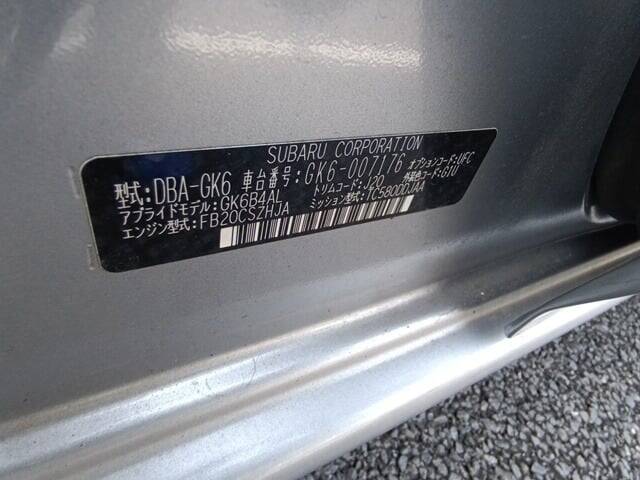 SUBARU CORPORATION
型式:DBA-GK6 車台番号:GK6-007176 オプションコード:UFC
アプライドモデル:GK6B4AL トリムコード:J20 外装色コード:G1U
エンジン型式:FB20CSZHJA ミッション型式:TC580DDJAA